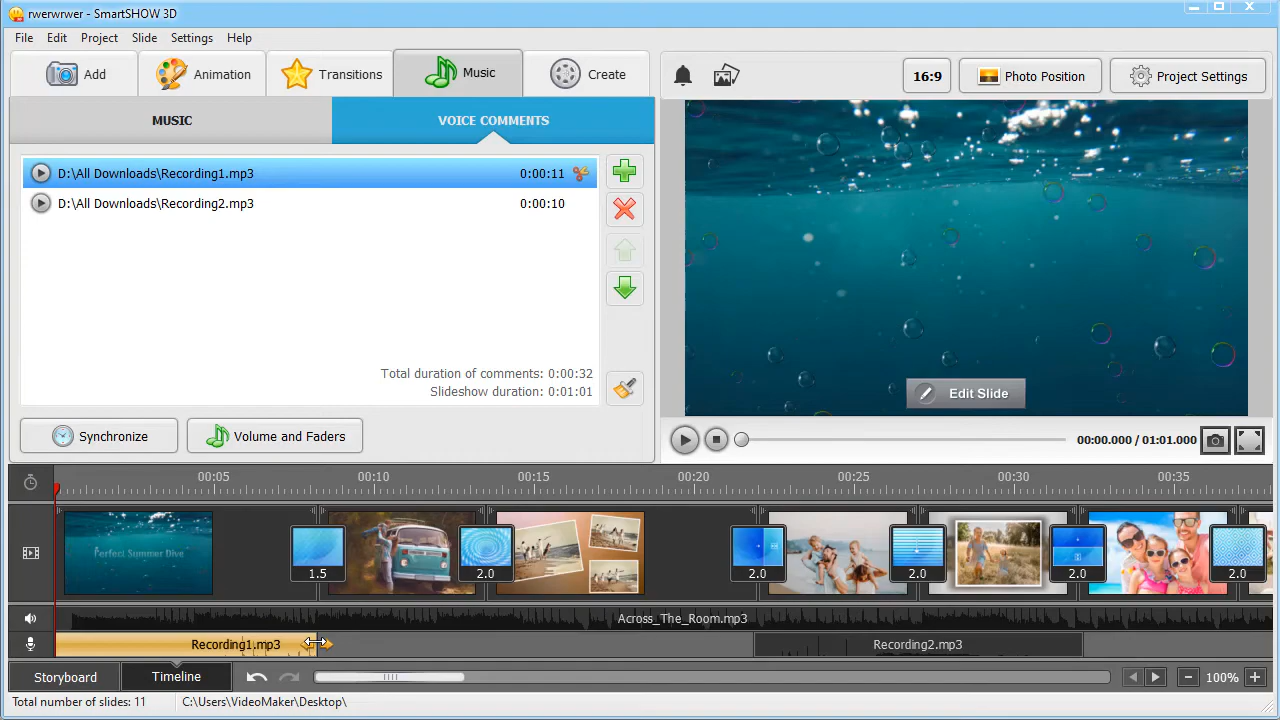 rwerwrwer - SmartSHOW 3D
File Edit Project Slide Settings Help
Add Animation Transitions Music Create
16:9 Photo Position Project Settings
MUSIC VOICE COMMENTS
D:\All Downloads\Recording1.mp3 0:00:11
D:\All Downloads\Recording2.mp3 0:00:10
Total duration of comments: 0:00:32
Slideshow duration: 0:01:01
Edit Slide
Synchronize Volume and Faders
00:00.000 / 01:01.000
00:05 00:10 00:15 00:20 00:25 00:30 00:35
Perfect Summer Dive
1.5 2.0 2.0 2.0 2.0 2.0
Across_The_Room.mp3
Recording1.mp3 Recording2.mp3
Storyboard Timeline 100%
Total number of slides: 11 C:\Users\VideoMaker\Desktop\